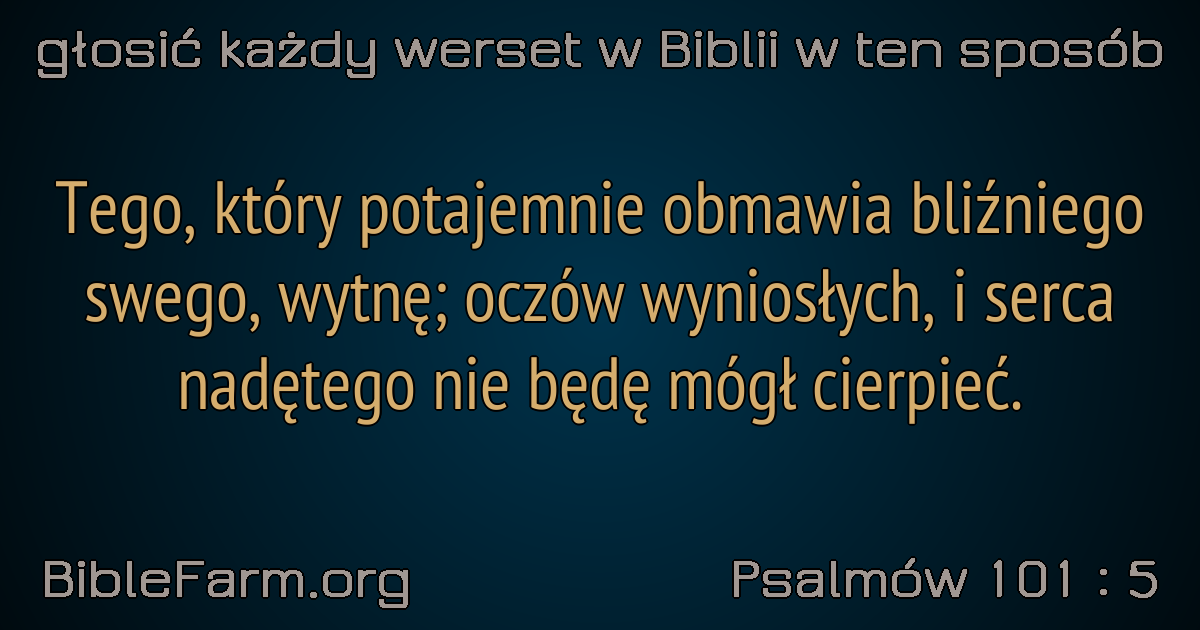 głosić każdy werset w Biblii w ten sposób
Tego, który potajemnie obmawia bliźniego
swego, wytnę; oczów wyniosłych, i serca
nadętego nie będę mógł cierpieć.
BibleFarm.org
Psalmów 101 : 5